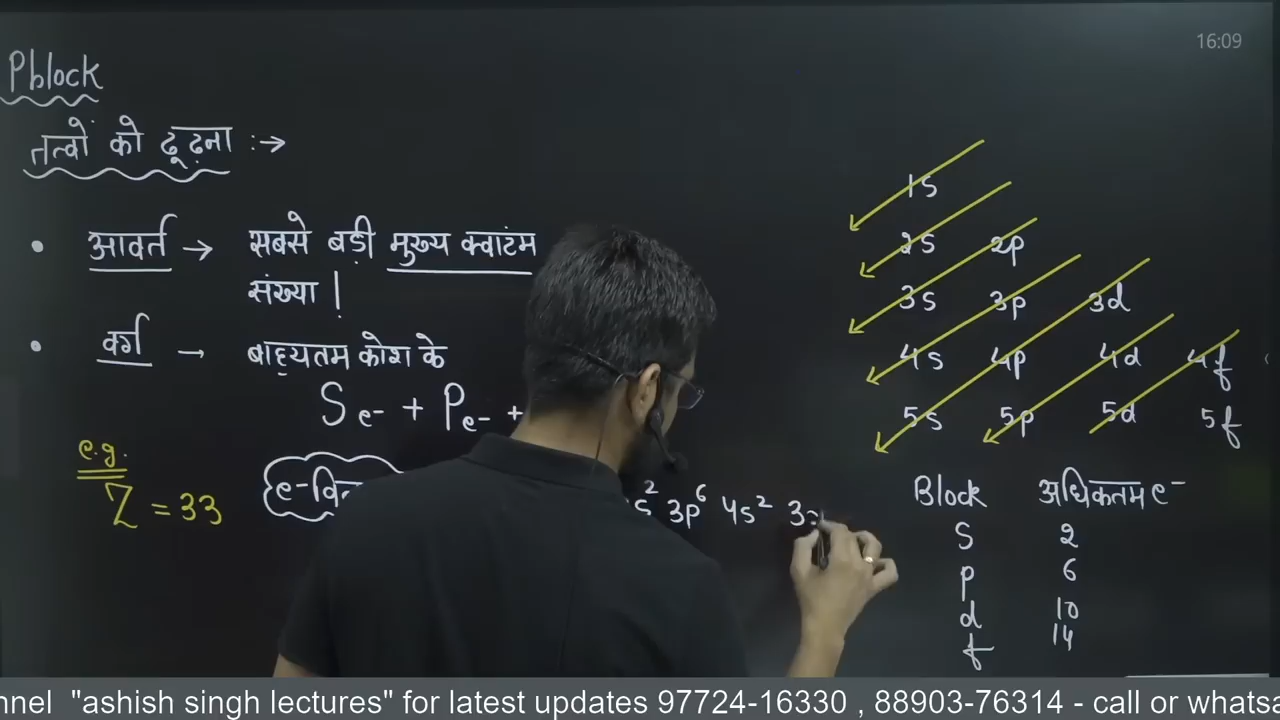 16:09
Pblock
तत्वों को ढूढ़ना :→
• आवर्त → सबसे बड़ी मुख्य क्वाटंम
संख्या |
• वर्ग → बाह्यतम कोश के
S e- + P e- +
e.g.
Z = 33
e-वि
s² 3p⁶ 4s² 3
1s
2s 2p
3s 3p 3d
4s 4p 4d 4f
5s 5p 5d 5f
Block अधिकतम e-
S 2
p 6
d 10
f 14
nnel "ashish singh lectures" for latest updates 97724-16330 , 88903-76314 - call or whatsa